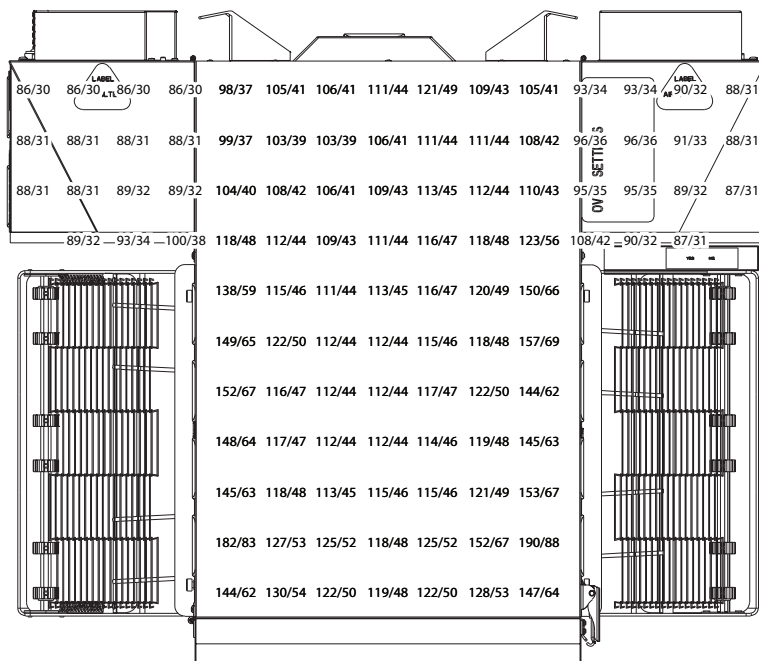 LABEL LABEL
86/30 86/30 86/30 86/30 98/37 105/41 106/41 111/44 121/49 109/43 105/41 93/34 93/34 90/32 88/31
88/31 88/31 88/31 88/31 99/37 103/39 103/39 106/41 111/44 111/44 108/42 96/36 96/36 91/33 88/31
SETTI S
88/31 88/31 89/32 89/32 104/40 108/42 106/41 109/43 113/45 112/44 110/43 95/35 95/35 89/32 87/31
OV
89/32 93/34 100/38 118/48 112/44 109/43 111/44 116/47 118/48 123/56 108/42 90/32 87/31
138/59 115/46 111/44 113/45 116/47 120/49 150/66
149/65 122/50 112/44 112/44 115/46 118/48 157/69
152/67 116/47 112/44 112/44 117/47 122/50 144/62
148/64 117/47 112/44 112/44 114/46 119/48 145/63
145/63 118/48 113/45 115/46 115/46 121/49 153/67
182/83 127/53 125/52 118/48 125/52 152/67 190/88
144/62 130/54 122/50 119/48 122/50 128/53 147/64